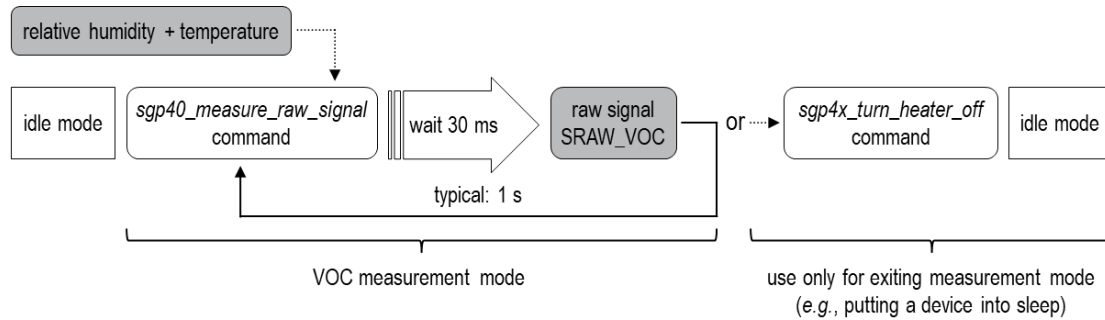 relative humidity + temperature
idle mode
sgp40_measure_raw_signal
command
wait 30 ms
raw signal
SRAW_VOC
or
sgp4x_turn_heater_off
command
idle mode
typical: 1 s
VOC measurement mode
use only for exiting measurement mode
(e.g., putting a device into sleep)